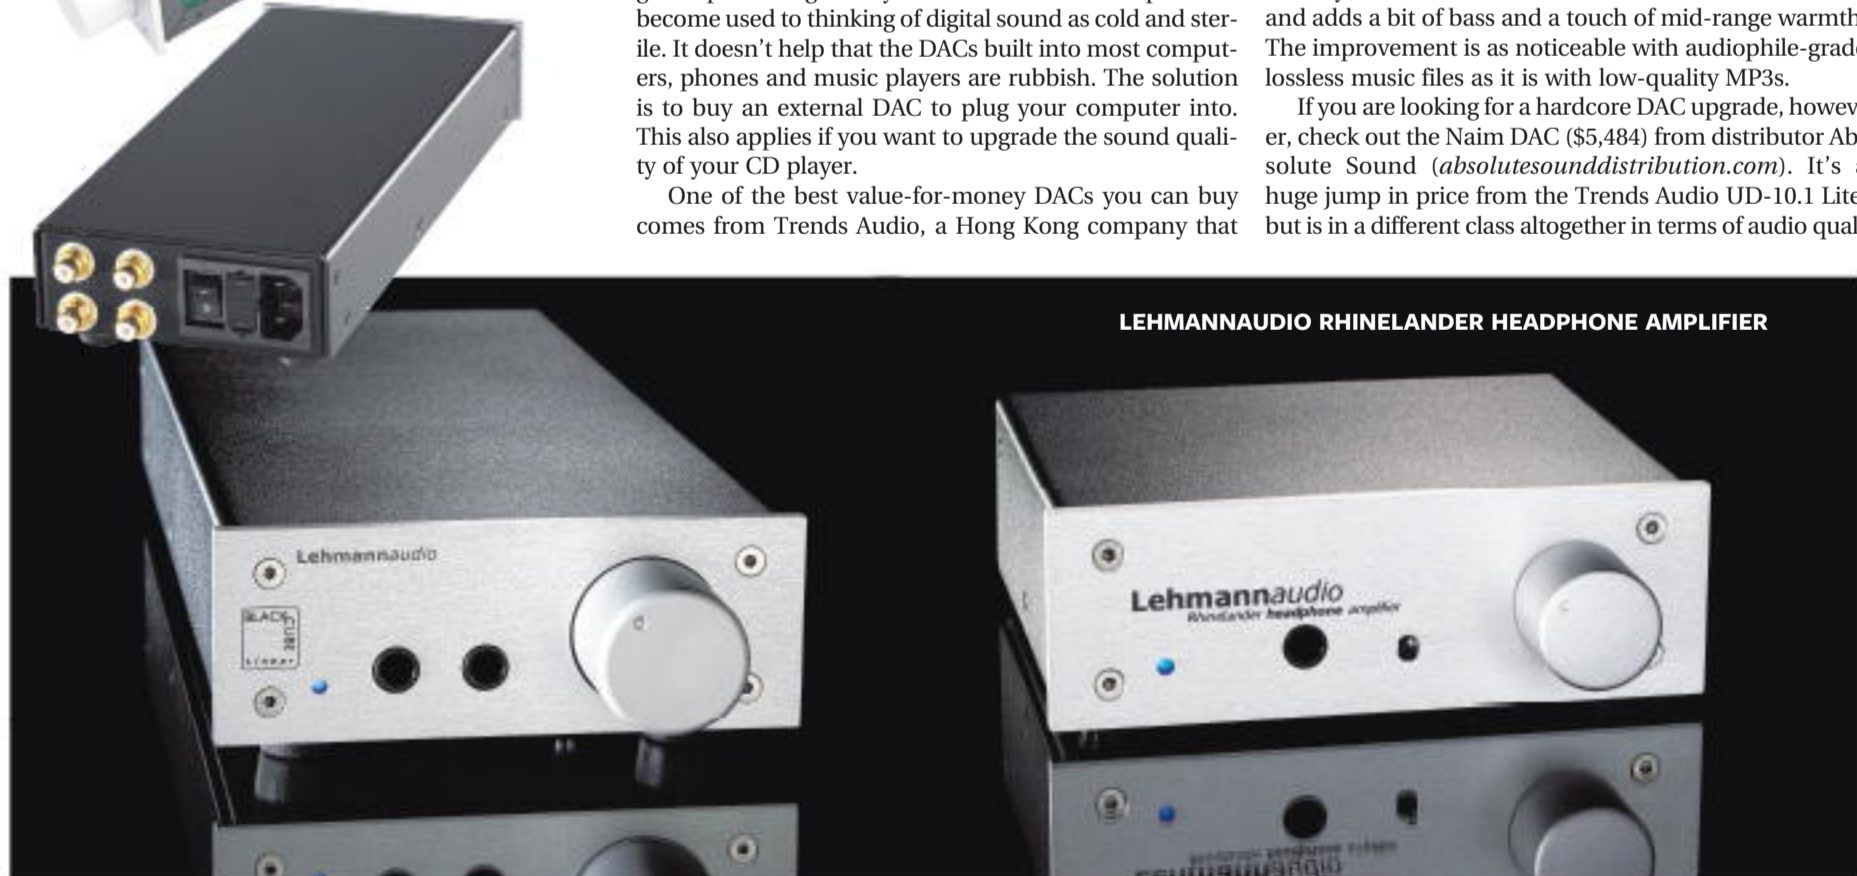 become used to thinking of digital sound as cold and ster-
ile. It doesn’t help that the DACs built into most comput-
ers, phones and music players are rubbish. The solution
is to buy an external DAC to plug your computer into.
This also applies if you want to upgrade the sound quali-
ty of your CD player.
One of the best value-for-money DACs you can buy
comes from Trends Audio, a Hong Kong company that
and adds a bit of bass and a touch of mid-range warmth
The improvement is as noticeable with audiophile-grade
lossless music files as it is with low-quality MP3s.
If you are looking for a hardcore DAC upgrade, howev
er, check out the Naim DAC ($5,484) from distributor Ab
solute Sound (absolutesounddistribution.com). It’s a
huge jump in price from the Trends Audio UD-10.1 Lite
but is in a different class altogether in terms of audio qual
LEHMANNAUDIO RHINELANDER HEADPHONE AMPLIFIER
Lehmannaudio
BLACK
CUBE
Linear
Lehmannaudio
Rhinelander headphone amplifier